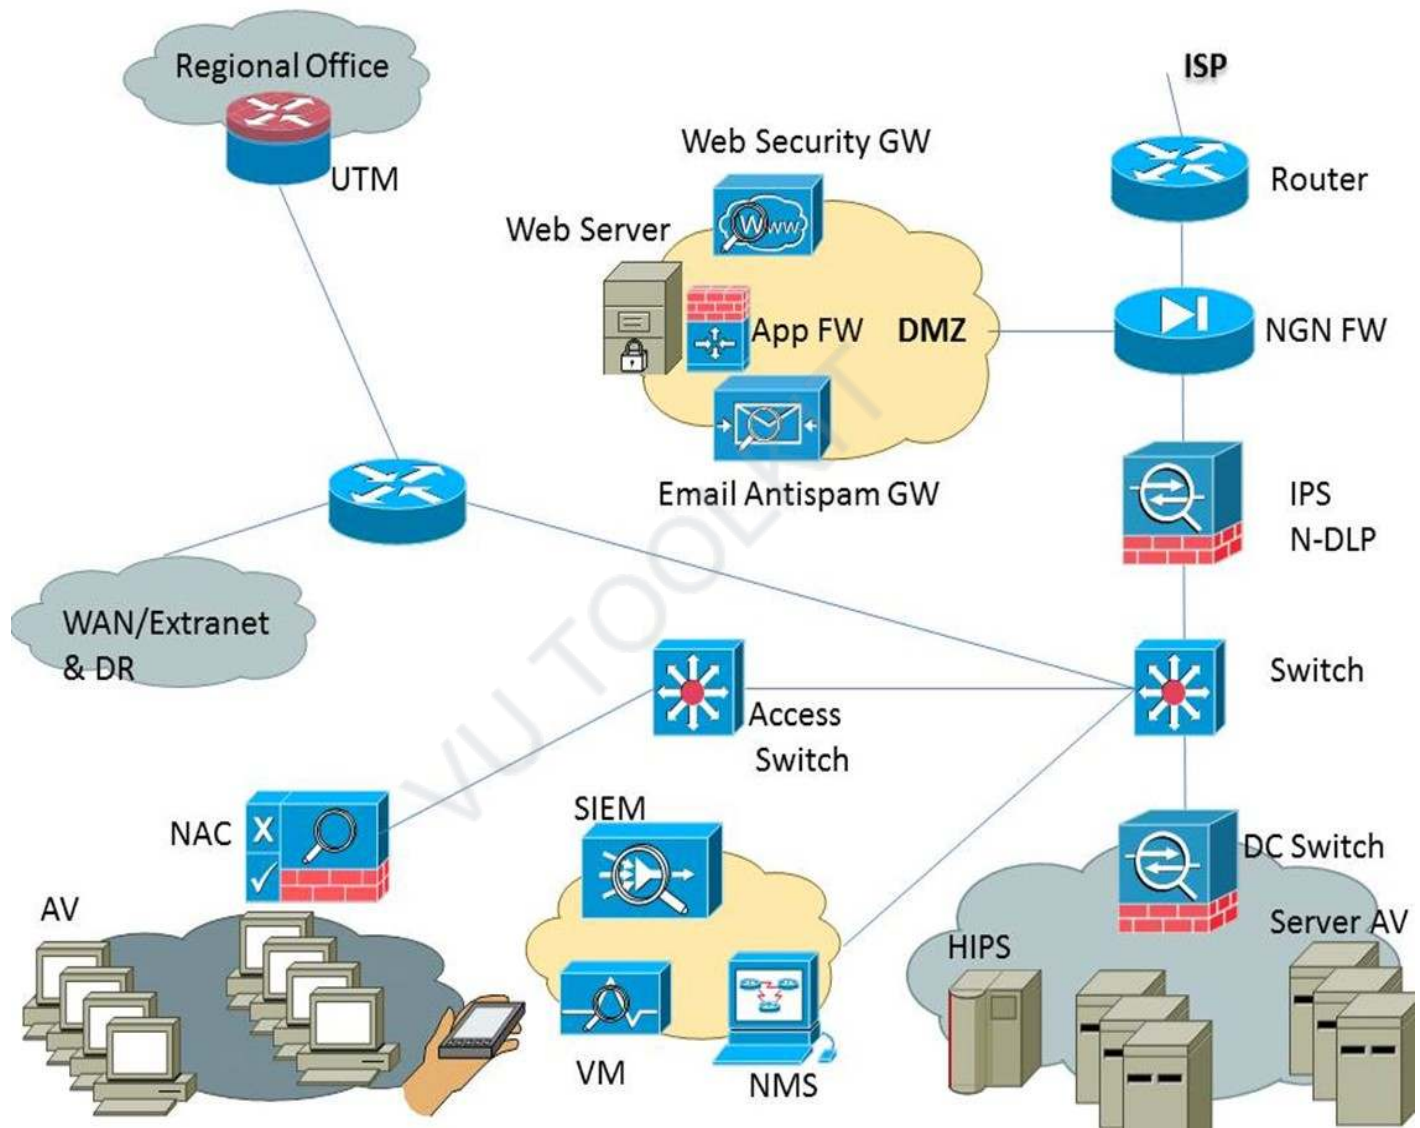 Regional Office
ISP
Web Security GW
UTM
Router
Web Server
www
App FW
DMZ
NGN FW
Email Antispam GW
IPS
N-DLP
WAN/Extranet
& DR
Switch
Access
Switch
SIEM
NAC
X
DC Switch
AV
Server AV
HIPS
VM
NMS
VU TOOLKIT